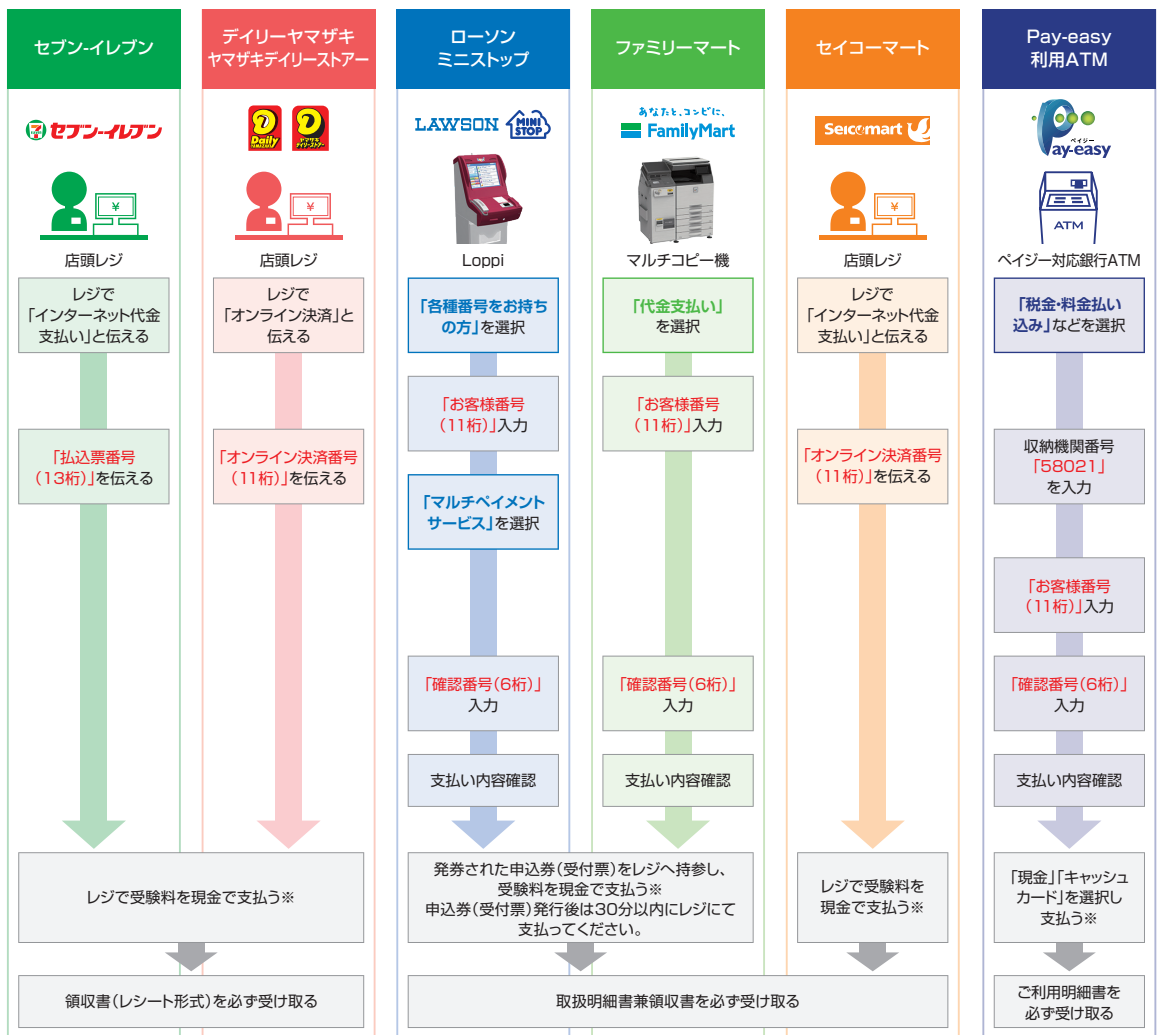 セブン-イレブン
デイリーヤマザキ
ヤマザキデイリーストアー
ローソン
ミニストップ
ファミリーマート
セイコーマート
Pay-easy
利用ATM
7
セブン-イレブン
Daily
YAMAZAKI
ヤマザキ
デイリーストアー
LAWSON
MINI
STOP
あなたと、コンビに、
FamilyMart
Seicomart
ペイジー
Pay-easy
¥
¥
¥
ATM
店頭レジ
店頭レジ
Loppi
マルチコピー機
店頭レジ
ペイジー対応銀行ATM
レジで
「インターネット代金
支払い」と伝える
レジで
「オンライン決済」と
伝える
「各種番号をお持ち
の方」を選択
「代金支払い」
を選択
レジで
「インターネット代金
支払い」と伝える
「税金・料金払い
込み」などを選択
「お客様番号
(11桁)」入力
「お客様番号
(11桁)」入力
「払込票番号
(13桁)」を伝える
「オンライン決済番号
(11桁)」を伝える
「オンライン決済番号
(11桁)」を伝える
収納機関番号
「58021」
を入力
「マルチペイメント
サービス」を選択
「お客様番号
(11桁)」入力
「確認番号(6桁)」
入力
「確認番号(6桁)」
入力
「確認番号(6桁)」
入力
支払い内容確認
支払い内容確認
支払い内容確認
レジで受験料を現金で支払う※
発券された申込券(受付票)をレジへ持参し、
受験料を現金で支払う※
申込券(受付票)発行後は30分以内にレジにて
支払ってください。
レジで受験料を
現金で支払う※
「現金」「キャッシュ
カード」を選択し
支払う※
領収書(レシート形式)を必ず受け取る
取扱明細書兼領収書を必ず受け取る
ご利用明細書を
必ず受け取る